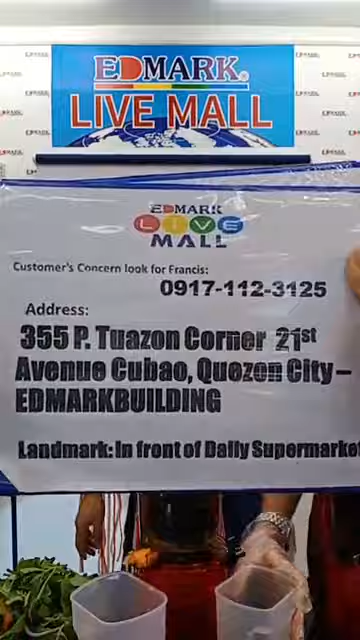 EDMARK®
LIVE MALL
EDMARK
LIVE
MALL
Customer's Concern look for Francis:
0917-112-3125
Address:
355 P. Tuazon Corner 21st
Avenue Cubao, Quezon City –
EDMARKBUILDING
Landmark: In front of Daily Supermarket